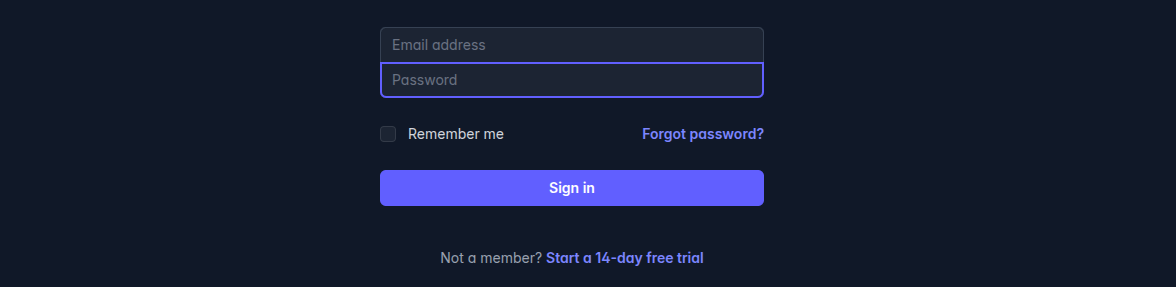 Email address
Password
Remember me Forgot password?
Sign in
Not a member? Start a 14-day free trial